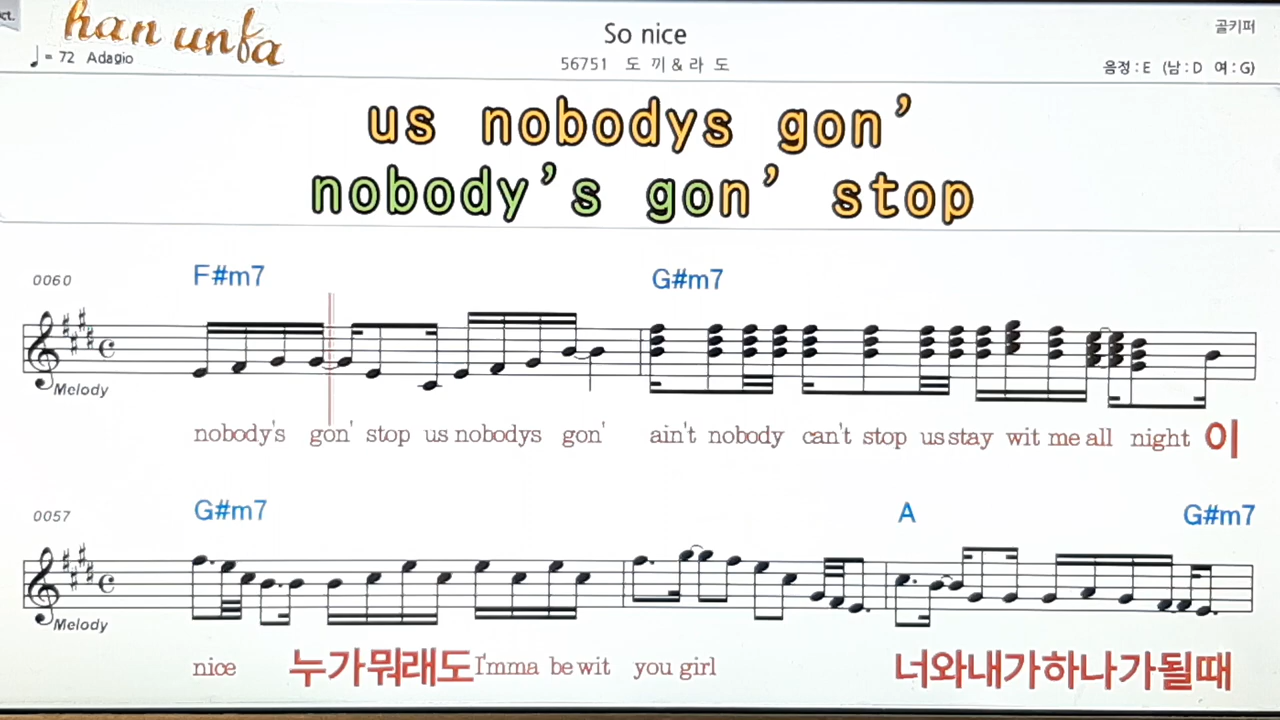 ct.
han unfa
So nice
골키퍼
♩ = 72 Adagio
56751 도 끼 & 라 도
음정 : E (남 : D 여 : G)
us nobodys gon'
nobody's gon' stop
0060 F#m7 G#m7
Melody
nobody's gon' stop us nobodys gon' ain't nobody can't stop us stay wit me all night 이
0057 G#m7 A G#m7
Melody
nice 누가뭐래도 I'mma be wit you girl 너와내가하나가될때